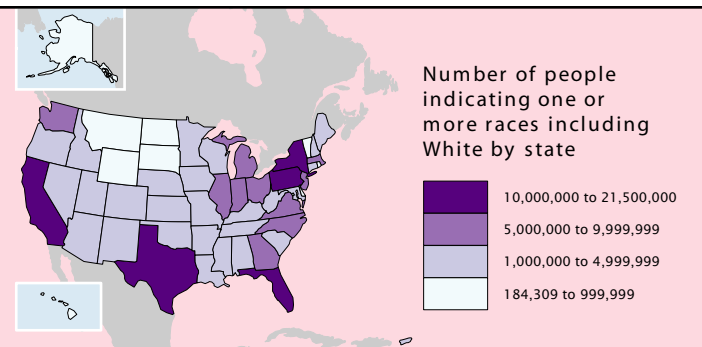 Number of people
indicating one or
more races including
White by state
10,000,000 to 21,500,000
5,000,000 to 9,999,999
1,000,000 to 4,999,999
184,309 to 999,999